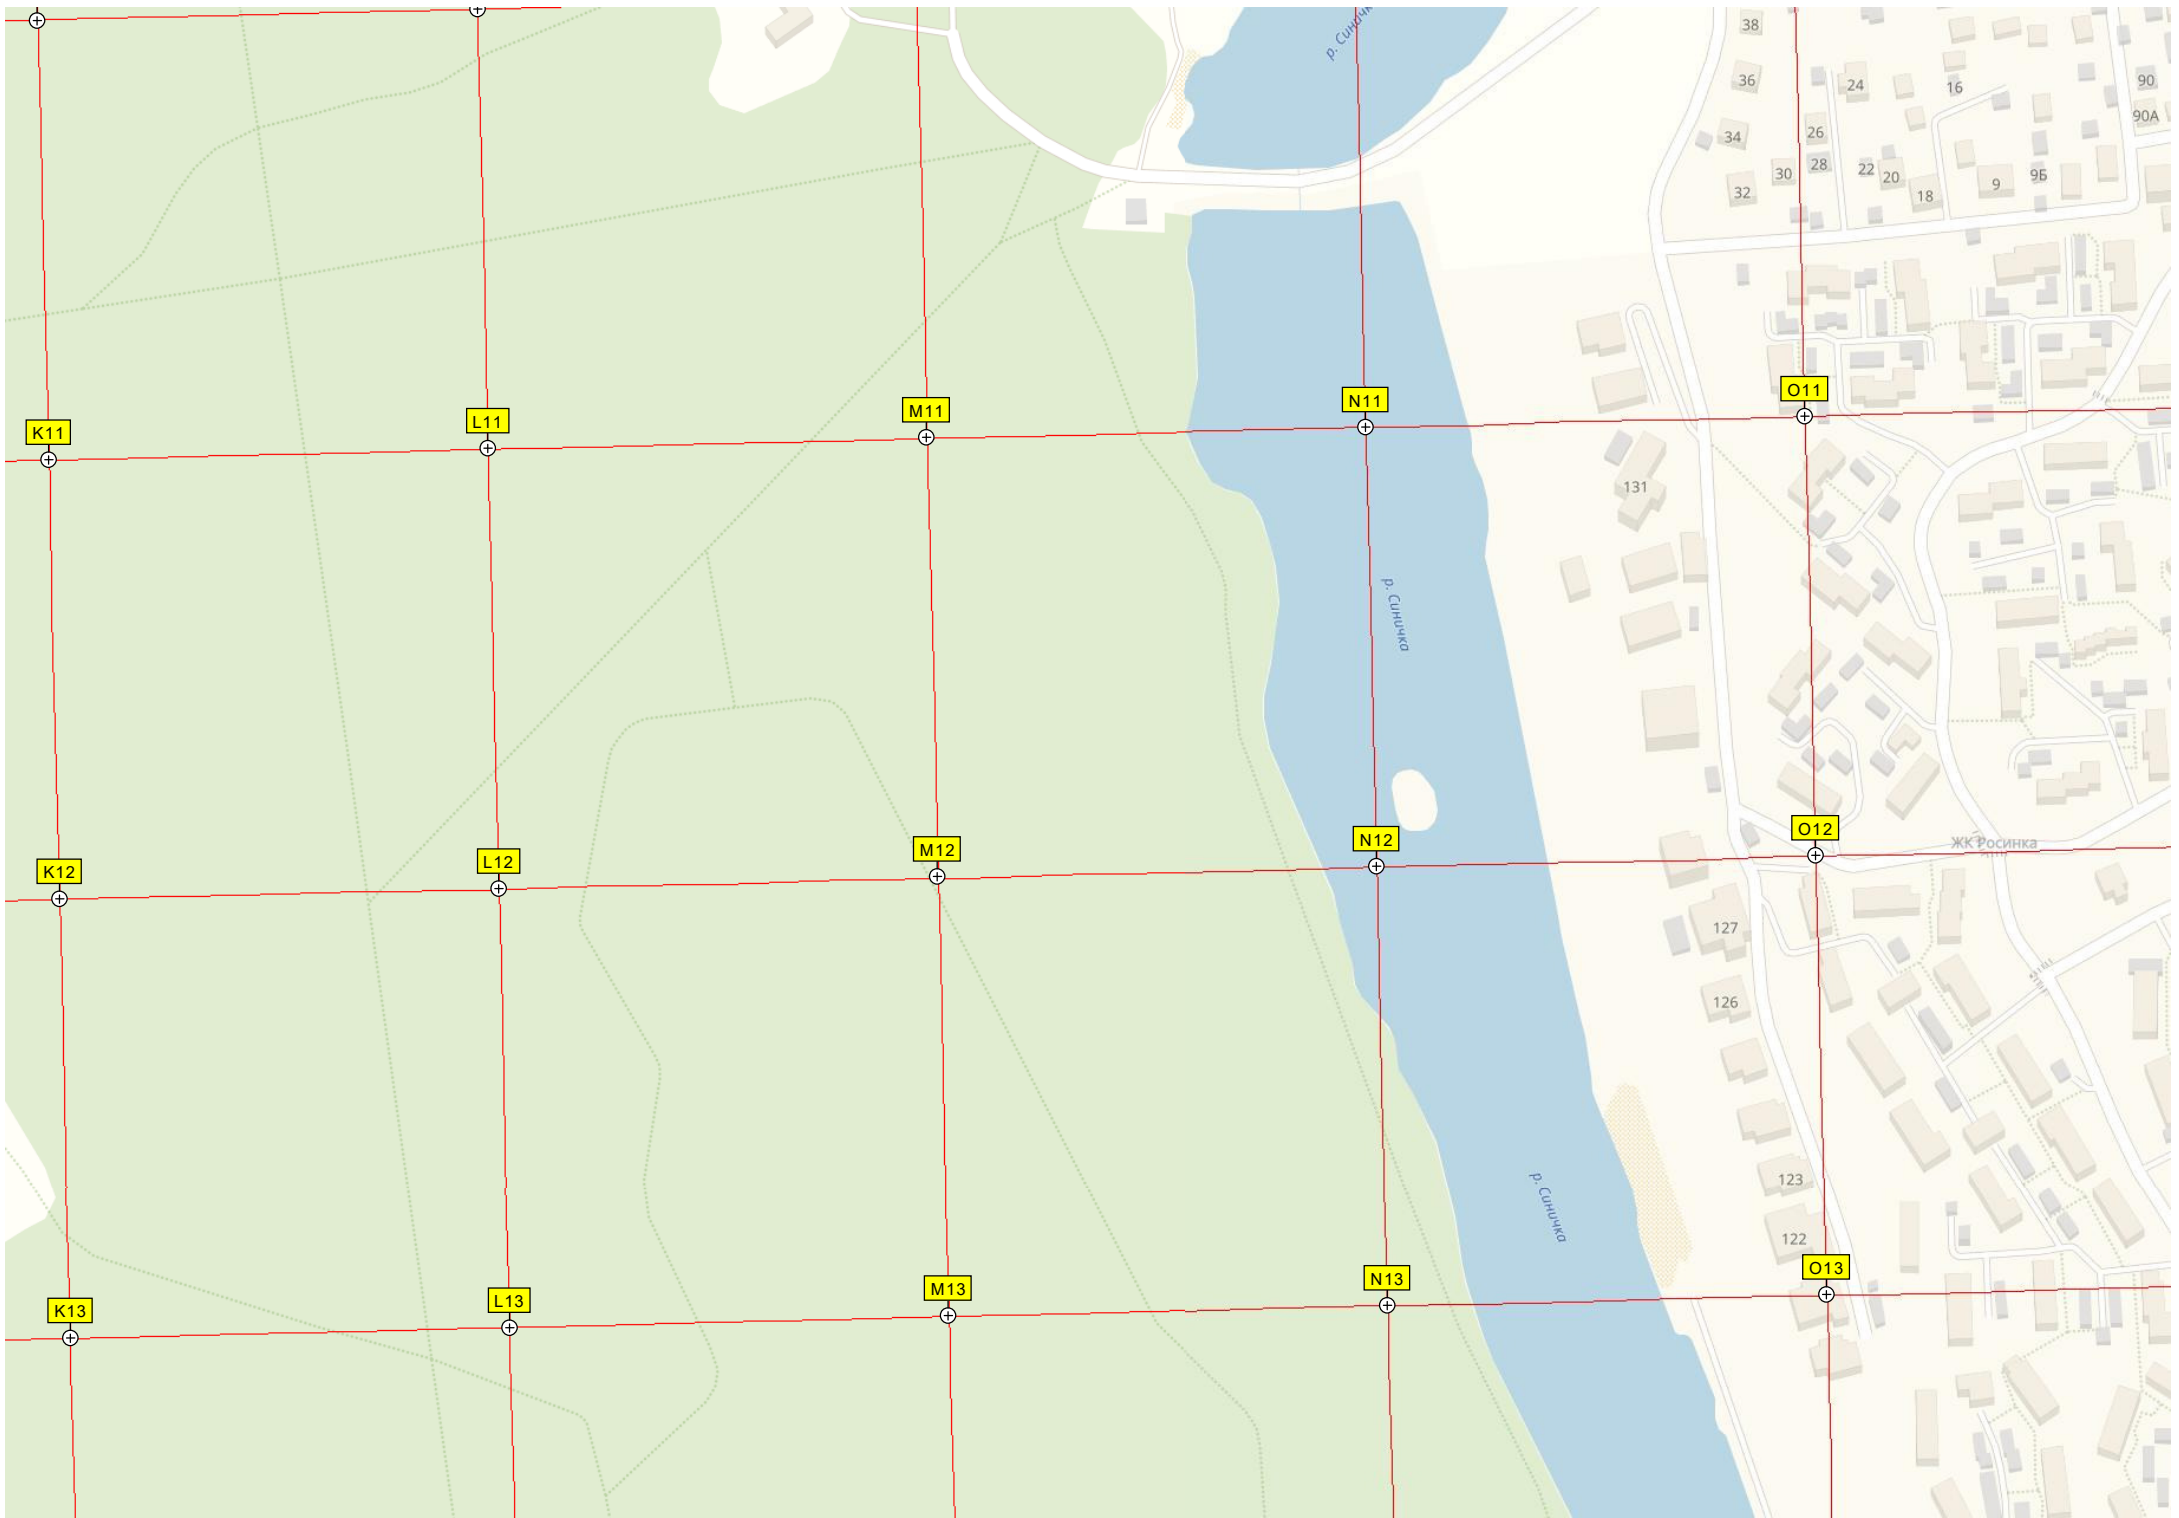 р. Синичка
38
36
24
16
90
90А
34
26
28
30
22
20
32
18
9
9Б
O11
N11
M11
L11
K11
131
р. Синичка
O12
N12
M12
L12
K12
ЖК Росинка
127
126
123
р. Синичка
122
O13
N13
M13
L13
K13